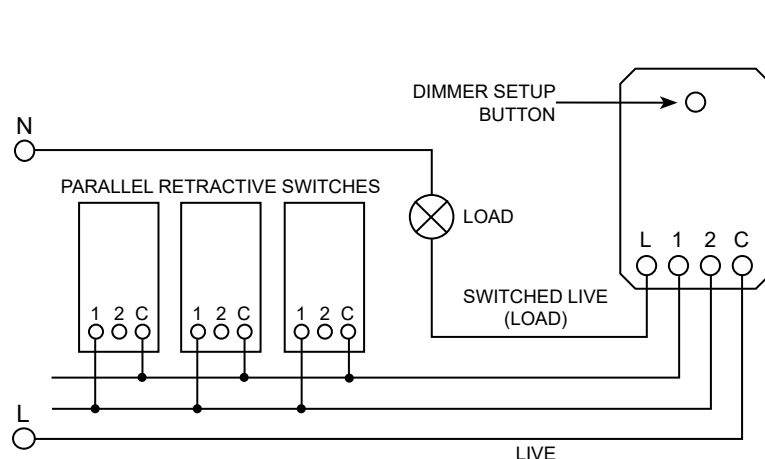 DIMMER SETUP
BUTTON
N
PARALLEL RETRACTIVE SWITCHES
LOAD
L 1 2 C
SWITCHED LIVE
(LOAD)
1 2 C 1 2 C 1 2 C
L
LIVE